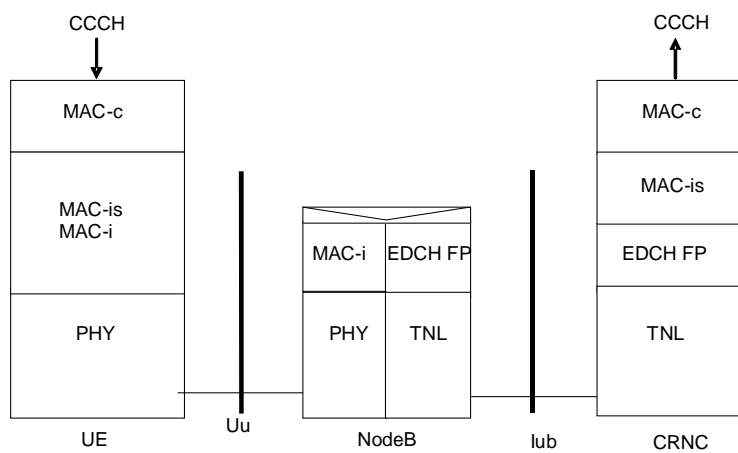 CCCH
CCCH
MAC-c
MAC-c
MAC-is
MAC-i
MAC-is
MAC-i
EDCH FP
EDCH FP
PHY
PHY
TNL
TNL
UE
Uu
NodeB
Iub
CRNC